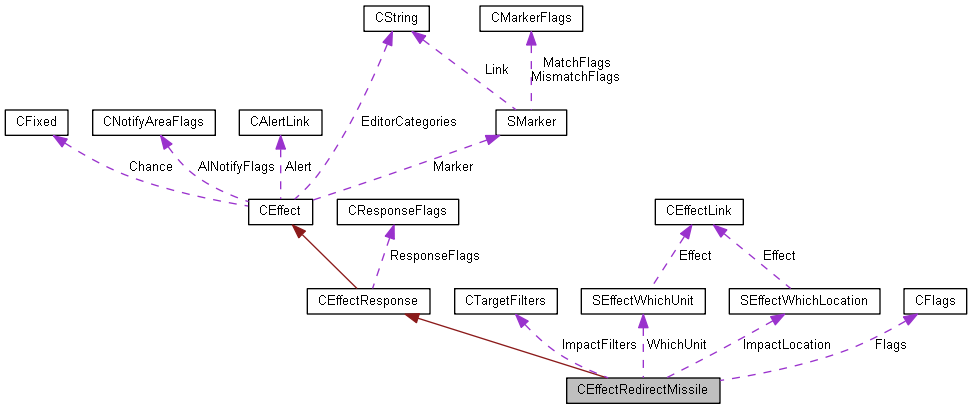 CString
CMarkerFlags
MatchFlags
MismatchFlags
Link
CFixed
CNotifyAreaFlags
CAlertLink
EditorCategories
SMarker
Chance
AINotifyFlags
Alert
Marker
CEffect
CResponseFlags
CEffectLink
ResponseFlags
Effect
Effect
CEffectResponse
CTargetFilters
SEffectWhichUnit
SEffectWhichLocation
CFlags
ImpactFilters
WhichUnit
ImpactLocation
Flags
CEffectRedirectMissile